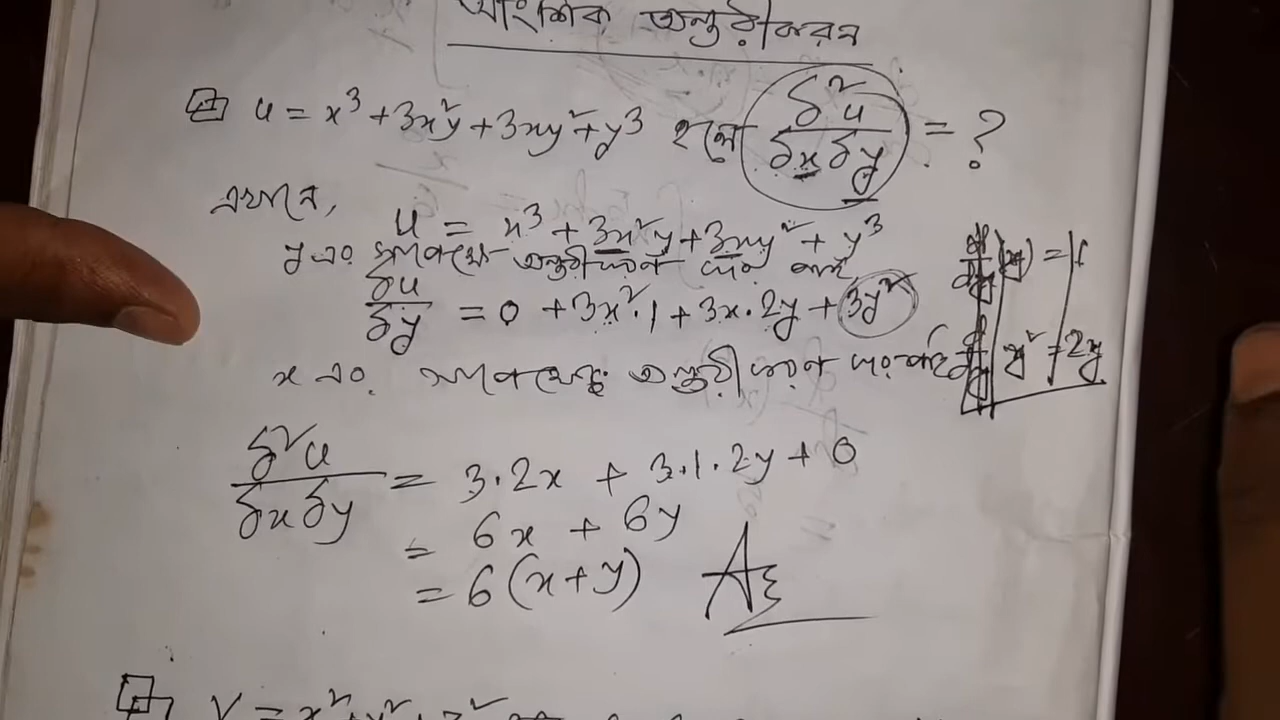 আংশিক অন্তরীকরন
u = x³ + 3x²y + 3xy² + y³ হলে δ²u/δxδy = ?
এখানে,
u = x³ + 3x²y + 3xy² + y³
y এর সাপেক্ষে অন্তরীকরণ করে পাই
δu/δy = 0 + 3x².1 + 3x.2y + 3y²
x এর সাপেক্ষে অন্তরীকরণ করে পাই
δ²u/δxδy = 3.2x + 3.1.2y + 0
= 6x + 6y
= 6(x+y)